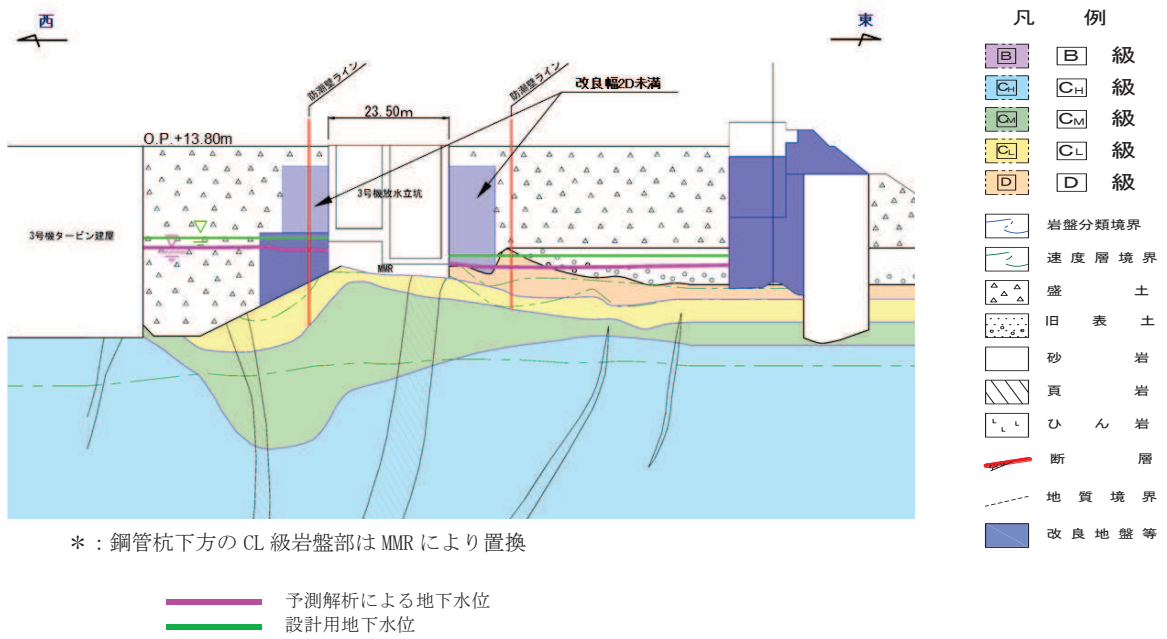 西
東
防潮壁ライン
防潮壁ライン
改良幅2D未満
23.50m
O.P.+13.80m
3号機放水立坑
3号機タービン建屋
MMR
凡 例
B B 級
CH CH 級
CM CM 級
CL CL 級
D D 級
岩盤分類境界
速度層境界
盛土
旧表土
砂岩
頁岩
ひん岩
断層
地質境界
改良地盤等
*:鋼管杭下方の CL 級岩盤部は MMR により置換
予測解析による地下水位
設計用地下水位